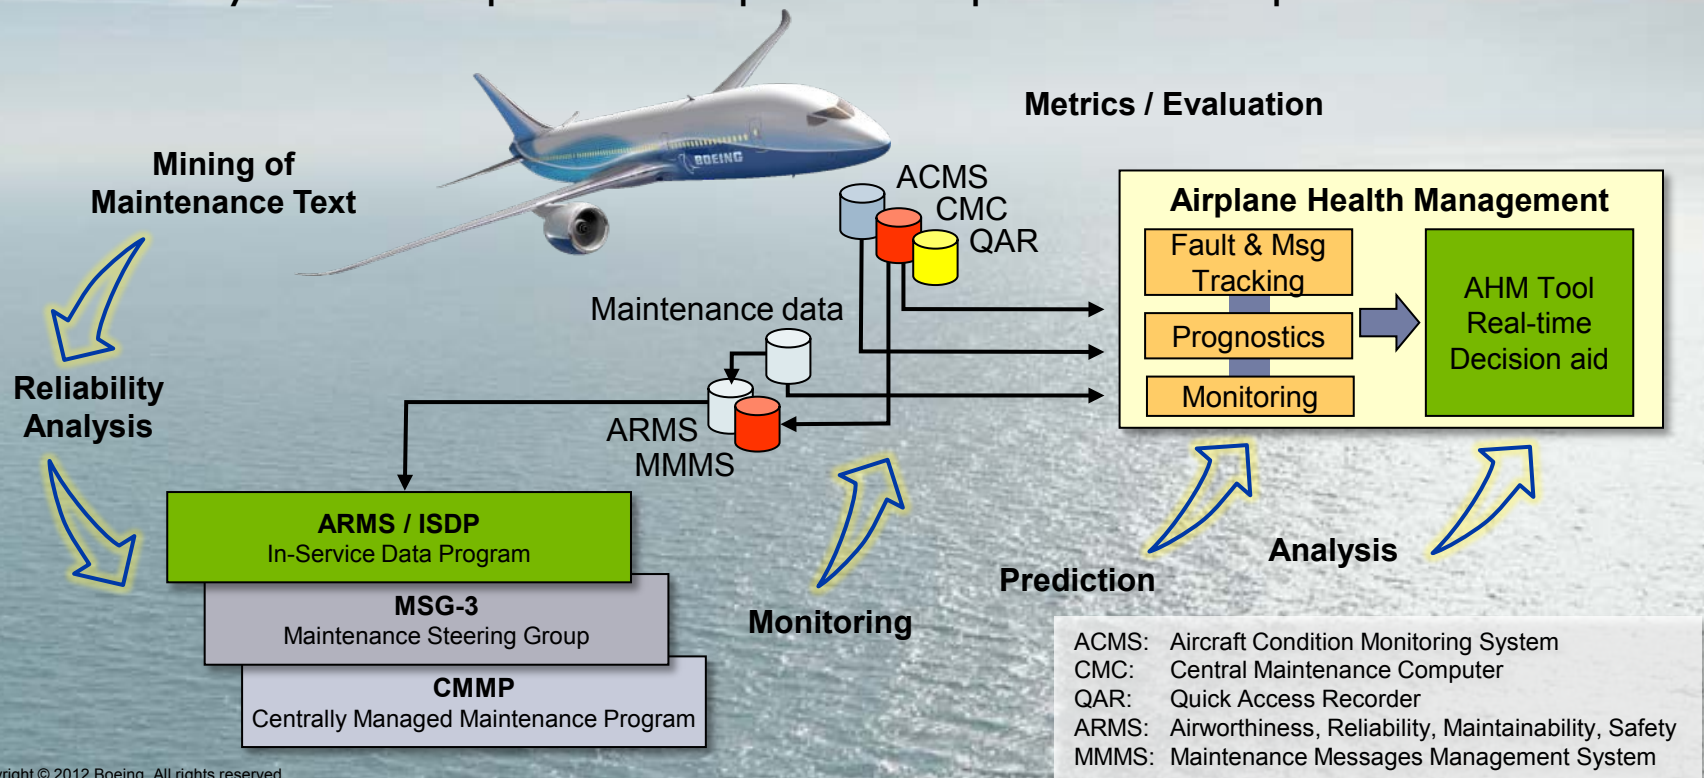 Metrics / Evaluation
Mining of
Maintenance Text
BOEING
ACMS
CMC
QAR
Airplane Health Management
Fault & Msg
Tracking
Prognostics
Monitoring
AHM Tool
Real-time
Decision aid
Maintenance data
Reliability
Analysis
ARMS
MMMS
ARMS / ISDP
In-Service Data Program
MSG-3
Maintenance Steering Group
CMMP
Centrally Managed Maintenance Program
Monitoring
Prediction
Analysis
ACMS: Aircraft Condition Monitoring System
CMC: Central Maintenance Computer
QAR: Quick Access Recorder
ARMS: Airworthiness, Reliability, Maintainability, Safety
MMMS: Maintenance Messages Management System
right © 2012 Boeing. All rights reserved